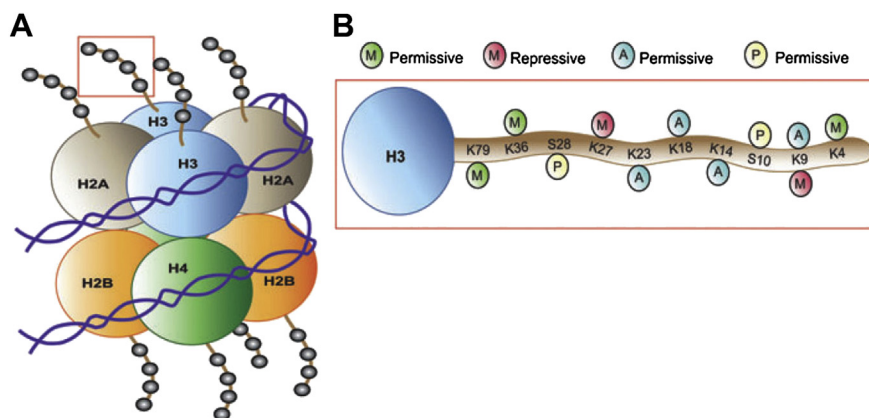 A
H3
H3
H2A
H2A
H4
H2B
H2B
B
M Permissive
M Repressive
A Permissive
P Permissive
M M A P A M
H3
K79 K36 S28 K27 K23 K18 K14 S10 K9 K4
M P A A M